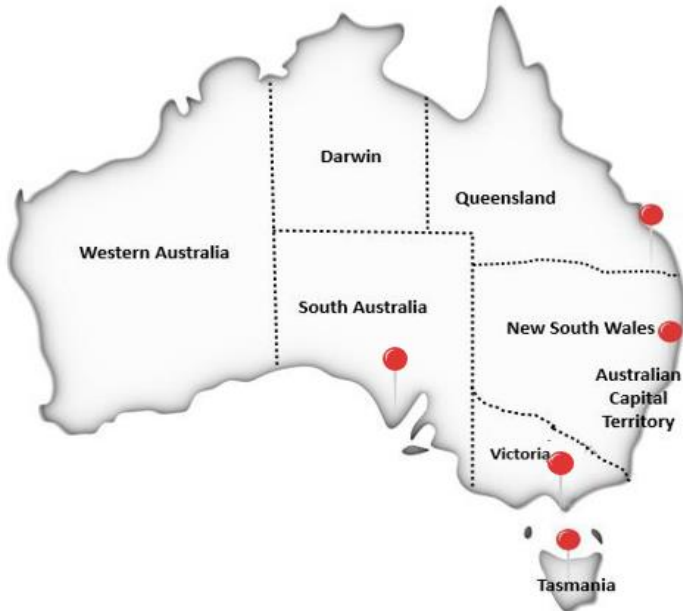 Darwin
Queensland
Western Australia
South Australia
New South Wales
Australian
Capital
Territory
Victoria
Tasmania